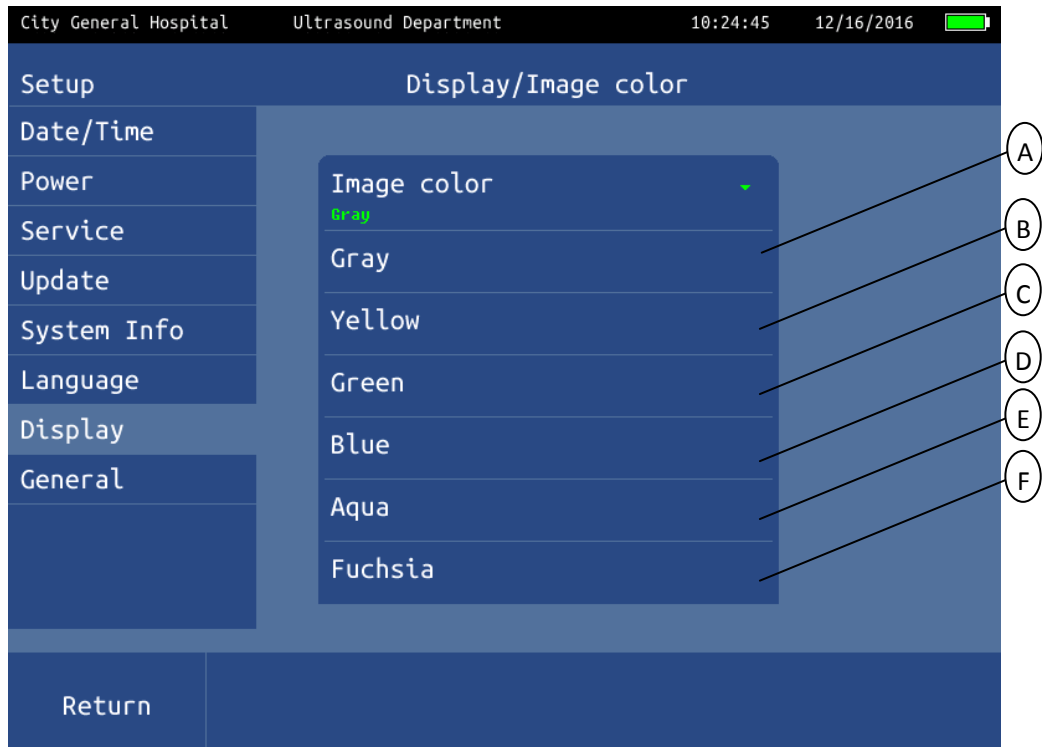 City General Hospital Ultrasound Department 10:24:45 12/16/2016
Setup Display/Image color
Date/Time
Power
Service
Update
System Info
Language
Display
General
Image color
Gray
Gray
Yellow
Green
Blue
Aqua
Fuchsia
A
B
C
D
E
F
Return